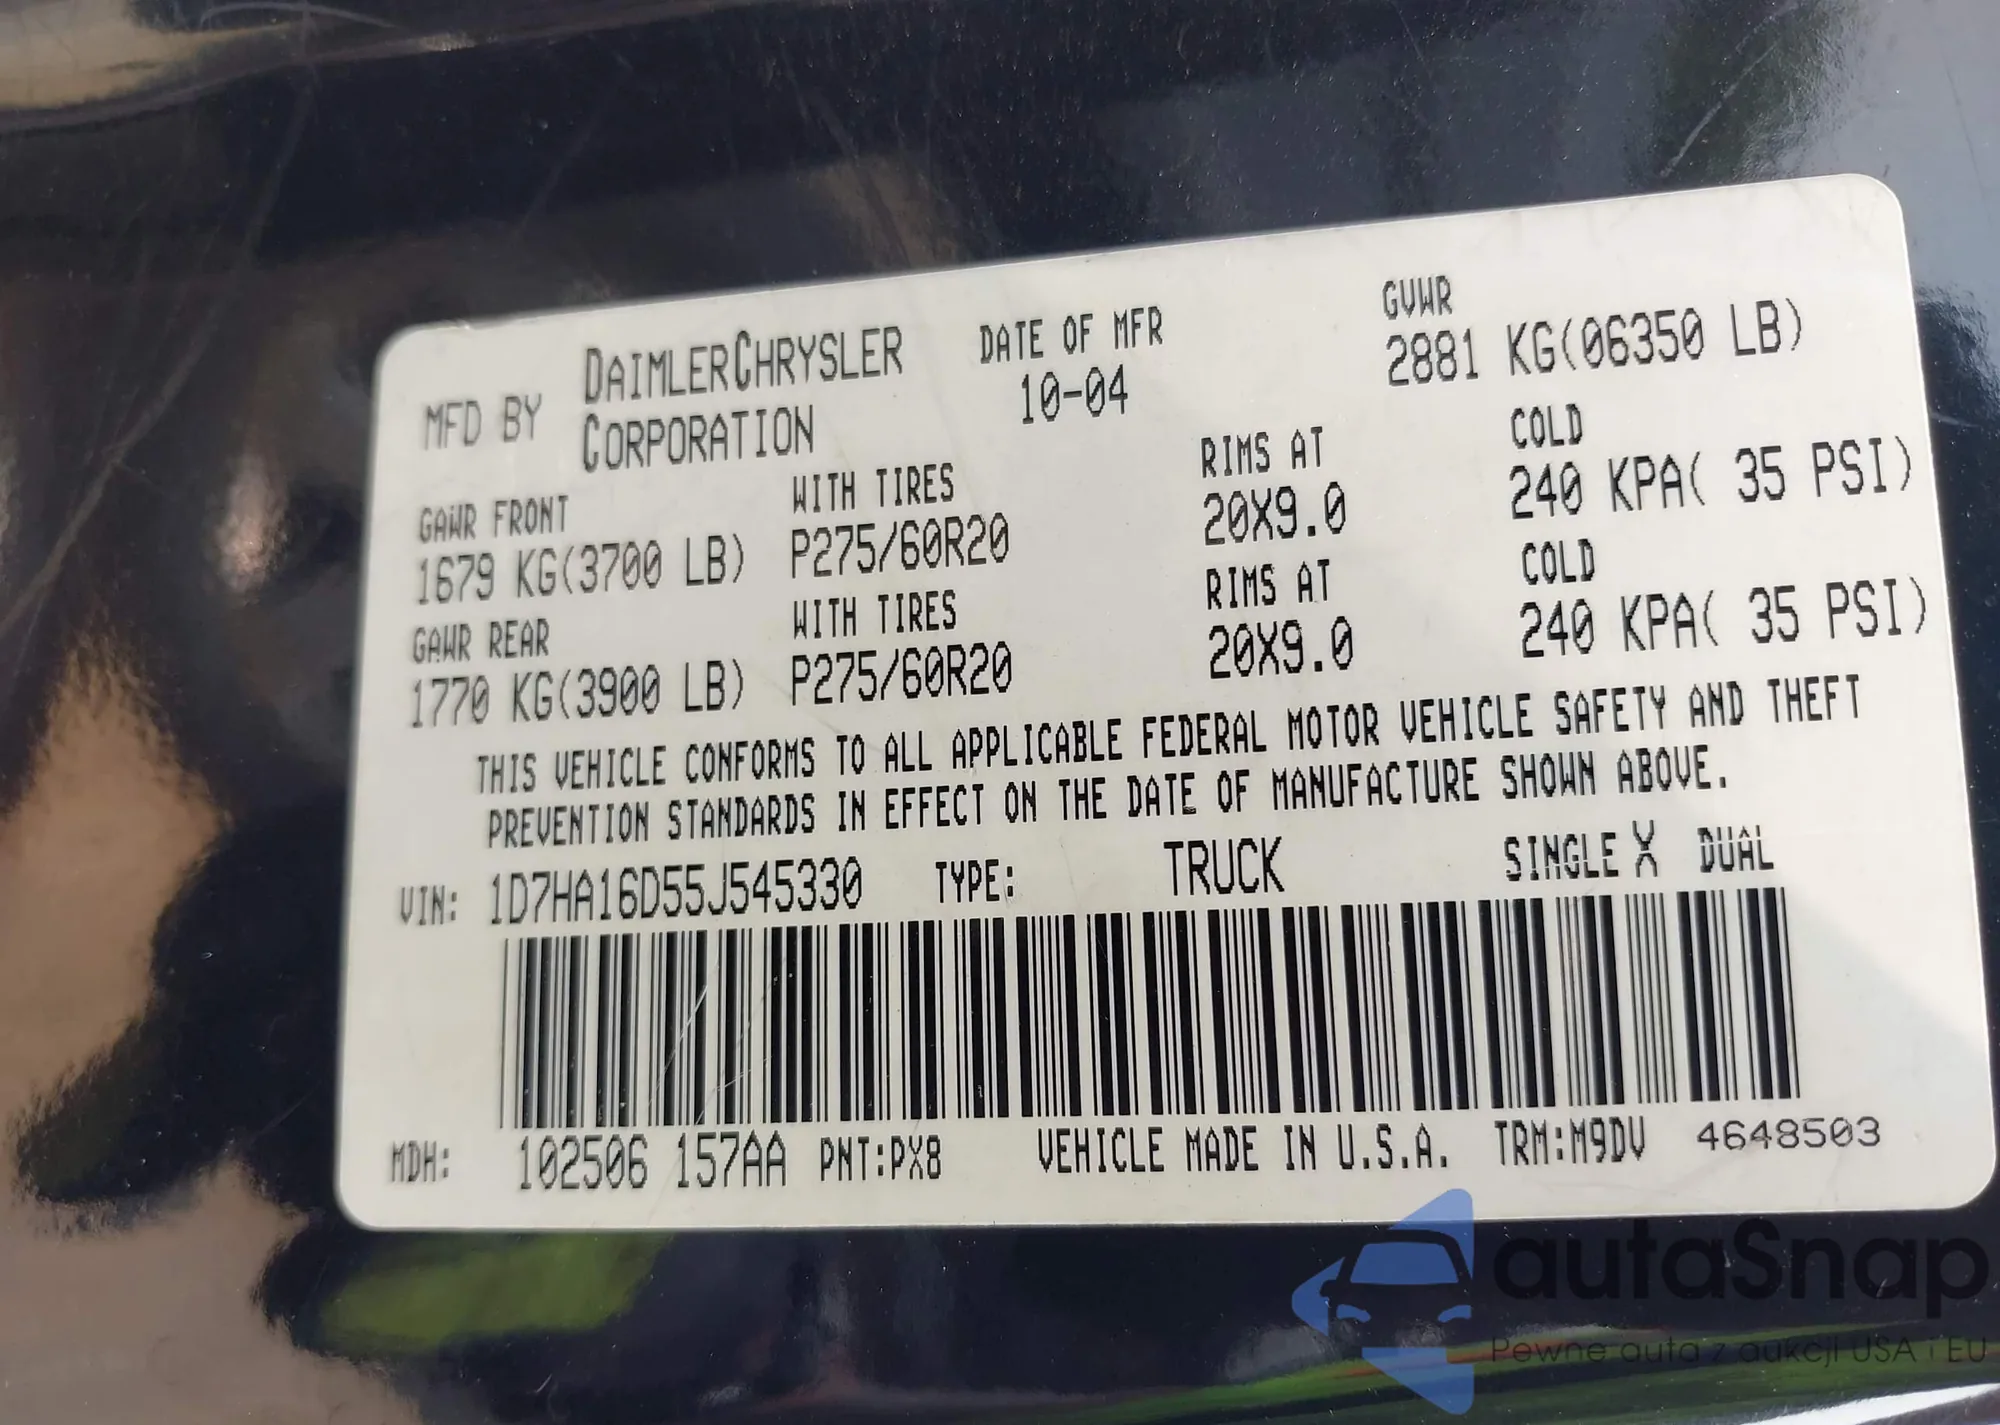 MFD BY DAIMLERCHRYSLER CORPORATION
DATE OF MFR
10-04
GVWR
2881 KG(06350 LB)
GAWR FRONT WITH TIRES RIMS AT COLD
1679 KG(3700 LB) P275/60R20 20X9.0 240 KPA( 35 PSI)
GAWR REAR WITH TIRES RIMS AT COLD
1770 KG(3900 LB) P275/60R20 20X9.0 240 KPA( 35 PSI)
THIS VEHICLE CONFORMS TO ALL APPLICABLE FEDERAL MOTOR VEHICLE SAFETY AND THEFT
PREVENTION STANDARDS IN EFFECT ON THE DATE OF MANUFACTURE SHOWN ABOVE.
VIN: 1D7HA16D55J545330 TYPE: TRUCK SINGLE X DUAL
MDH: 102506 157AA PNT:PX8 VEHICLE MADE IN U.S.A. TRM:M9DV 4648503
autaSnap
Pewne auta z aukcji USA i EU